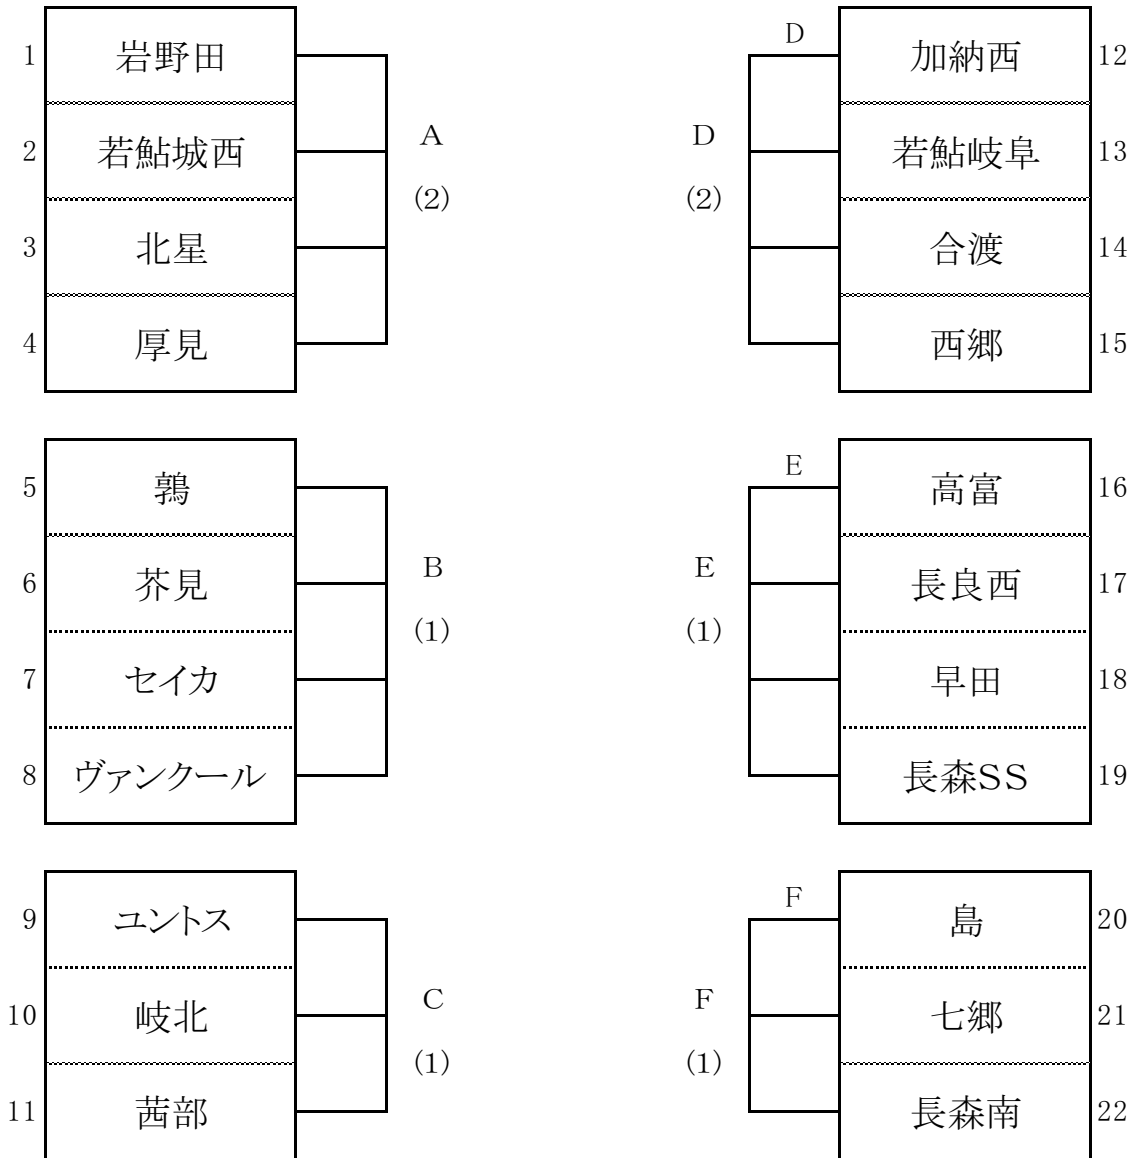 1 岩野田
2 若鮎城西
A
(2)
3 北星
4 厚見
5 鶉
6 芥見
B
(1)
7 セイカ
8 ヴァンクール
9 ユントス
10 岐北
C
(1)
11 茜部
D
加納西 12
D
若鮎岐阜 13
(2)
合渡 14
西郷 15
E
高富 16
E
長良西 17
(1)
早田 18
長森SS 19
F
島 20
F
七郷 21
(1)
長森南 22